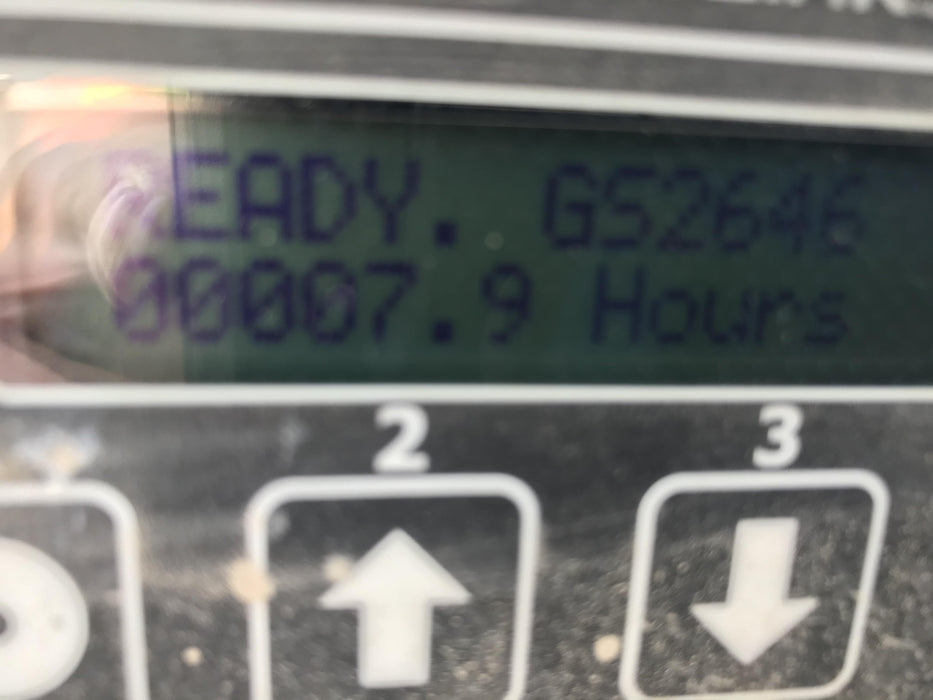 READY. GS2646
00007.9 Hours
2
3